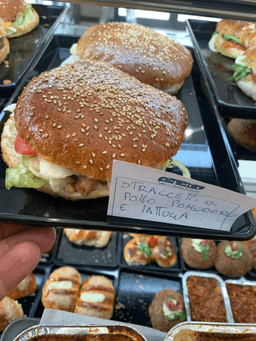 STRACCETTI DI
POLLO POMODORO
E LATTUGA